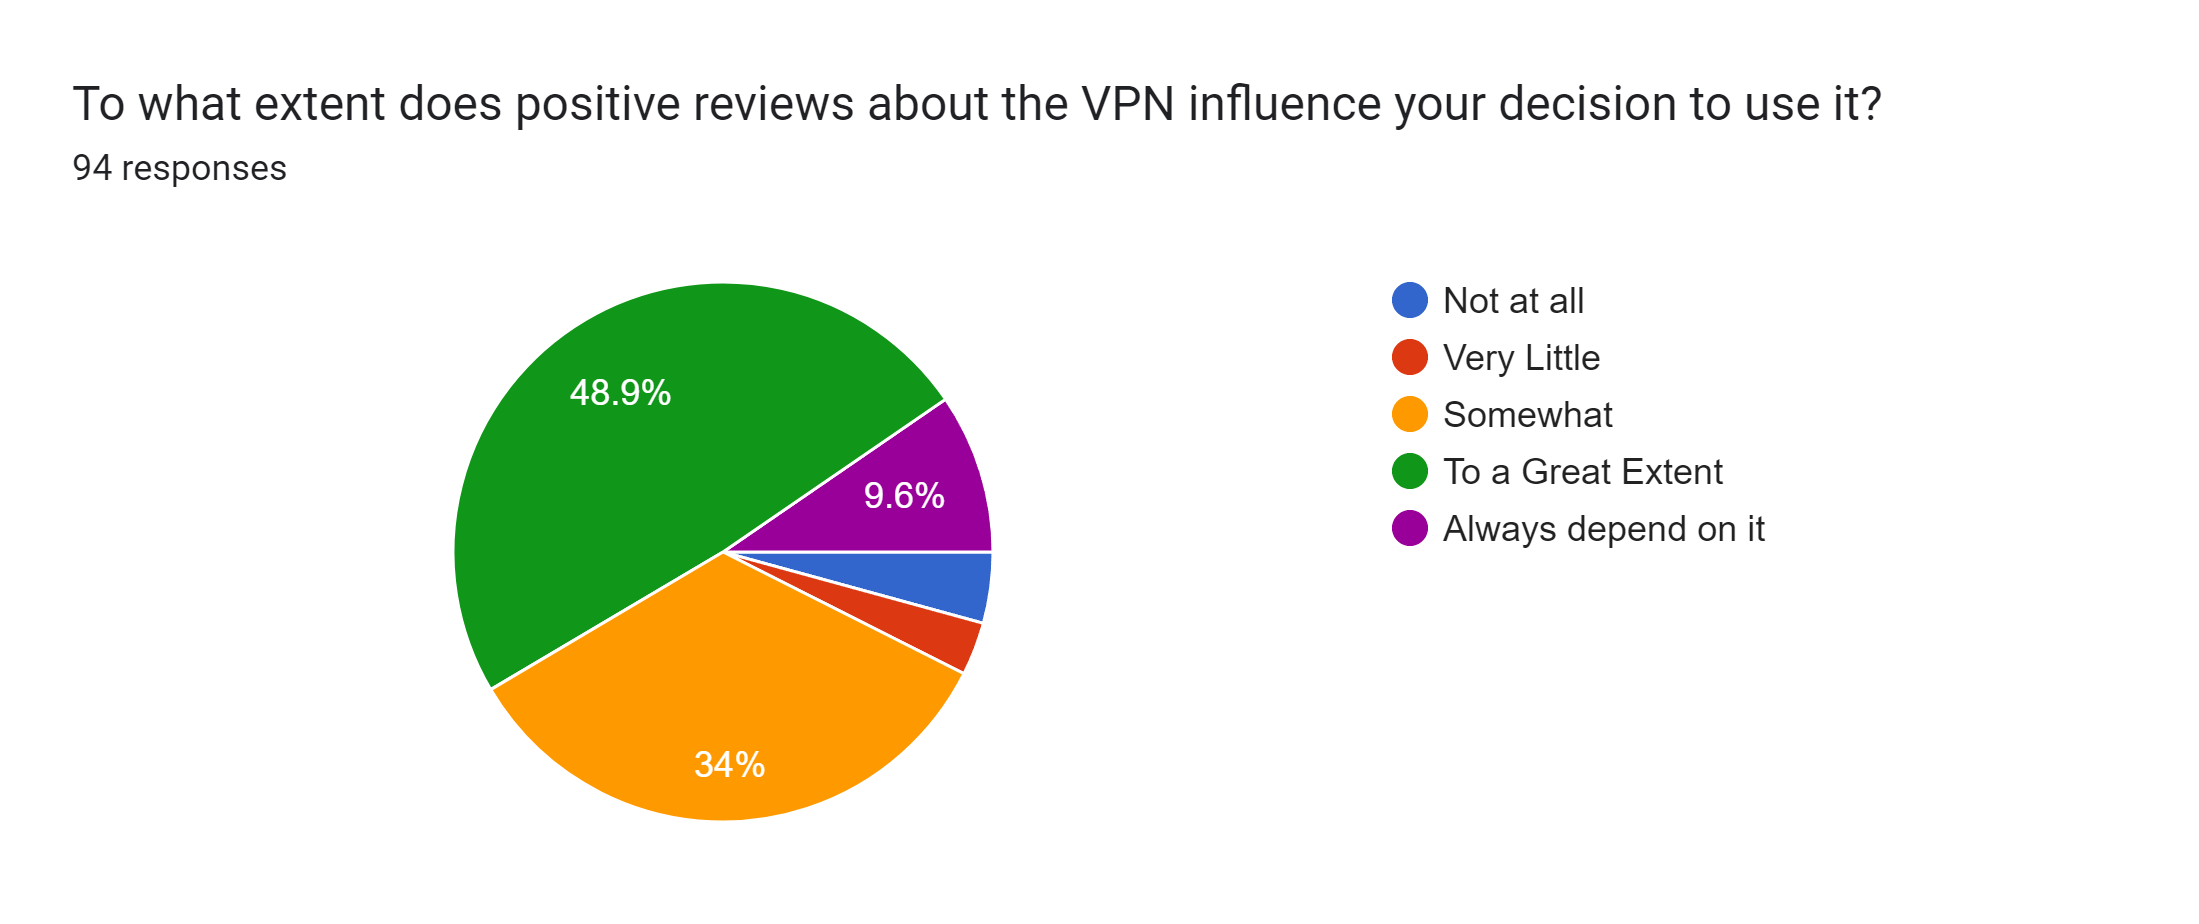 To what extent does positive reviews about the VPN influence your decision to use it?
94 responses
48.9%
9.6%
34%
Not at all
Very Little
Somewhat
To a Great Extent
Always depend on it